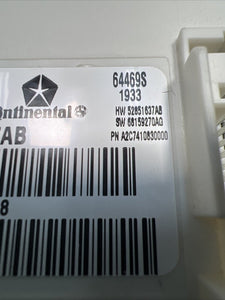 64469S
1933
ontinental
HW 52851637AB
SW 68159270AG
AB
PN A2C7410830000
8